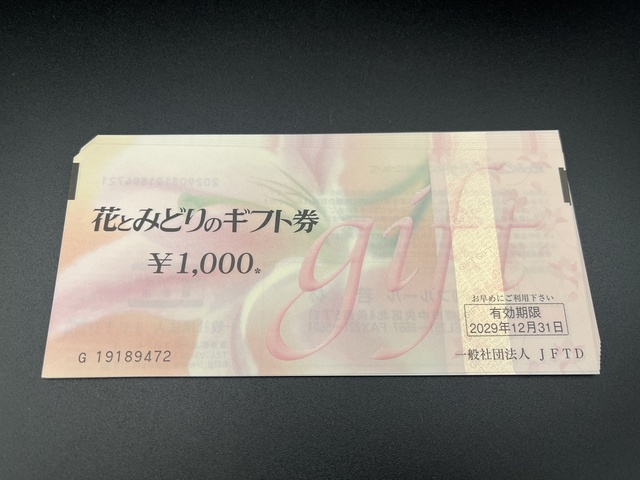 花とみどりのギフト券
￥1,000*
gift
お早めにご利用下さい
有効期限
2029年12月31日
G 19189472
一般社団法人 JFTD